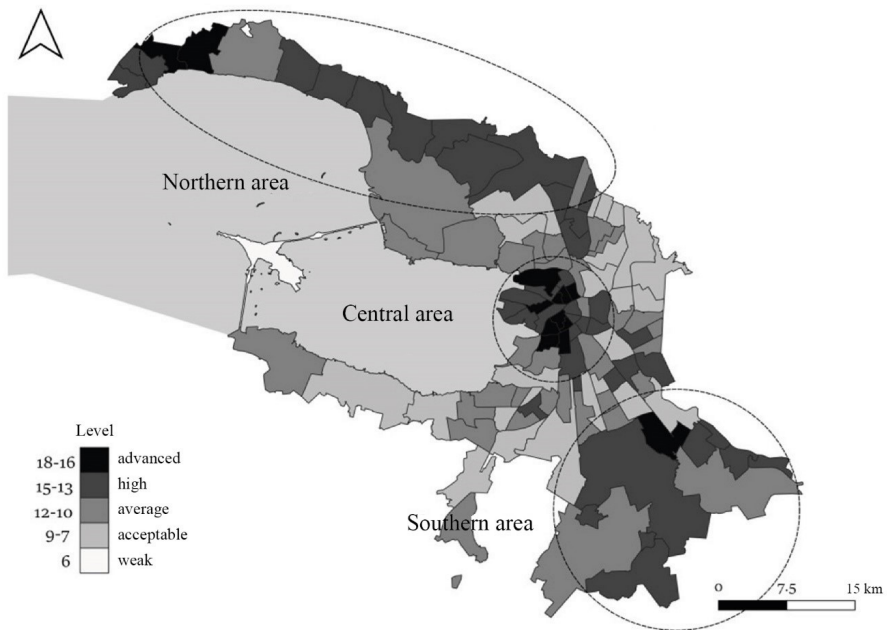 Northern area
Central area
Southern area
Level
18-16 advanced
15-13 high
12-10 average
9-7 acceptable
6 weak
0 7.5 15 km